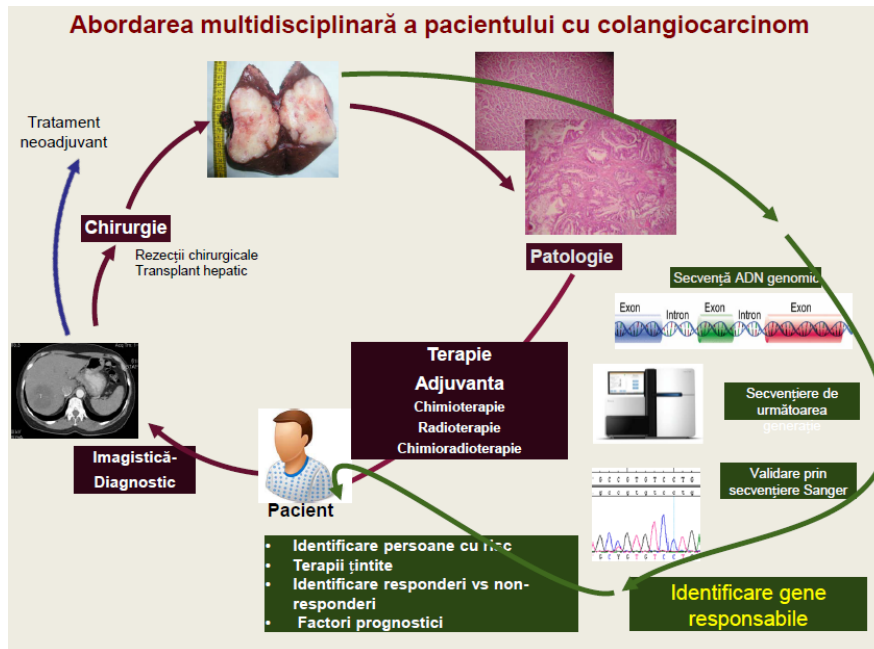 Abordarea multidisciplinară a pacientului cu colangiocarcinom
Tratament
neoadjuvant
Chirurgie
Rezecții chirurgicale
Transplant hepatic
Patologie
Secvență ADN genomic
Exon
Intron
Exon
Intron
Exon
Terapie
Adjuvanta
Chimioterapie
Radioterapie
Chimioradioterapie
Secvențiere de
următoarea
generație
Imagistică-
Diagnostic
Validare prin
secvențiere Sanger
Pacient
• Identificare persoane cu risc
• Terapii țintite
• Identificare responderi vs non-
responderi
• Factori prognostici
Identificare gene
responsabile